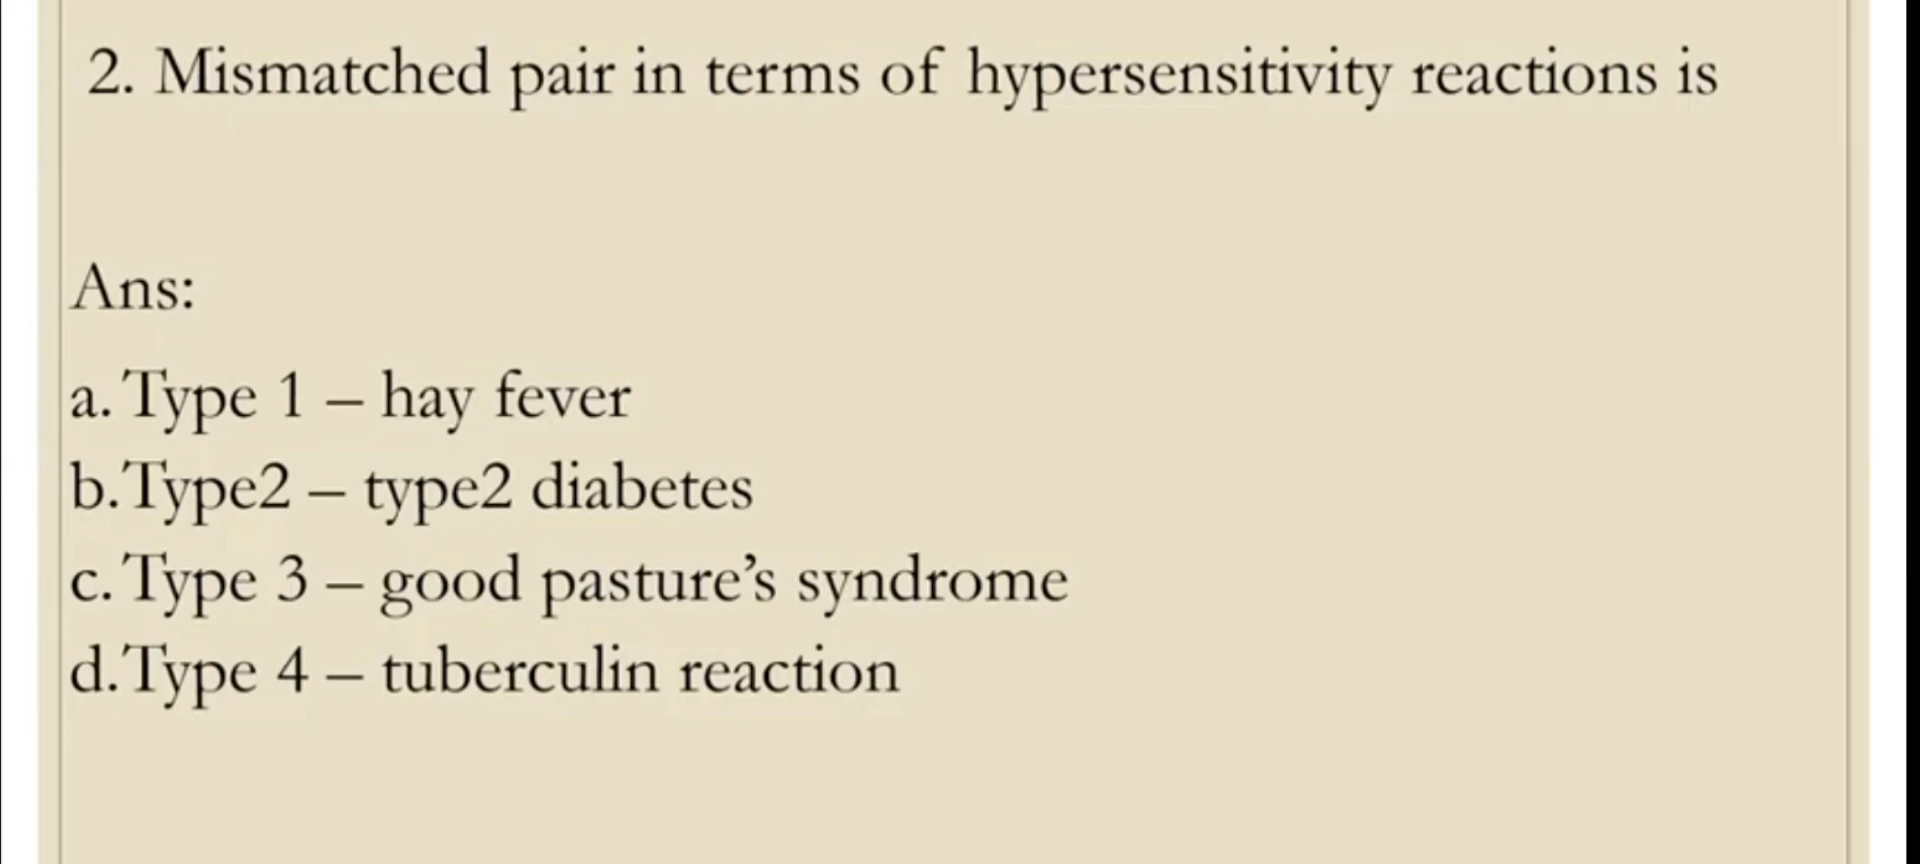 2. Mismatched pair in terms of hypersensitivity reactions is
Ans:
a. Type 1 – hay fever
b.Type2 – type2 diabetes
c. Type 3 – good pasture’s syndrome
d.Type 4 – tuberculin reaction